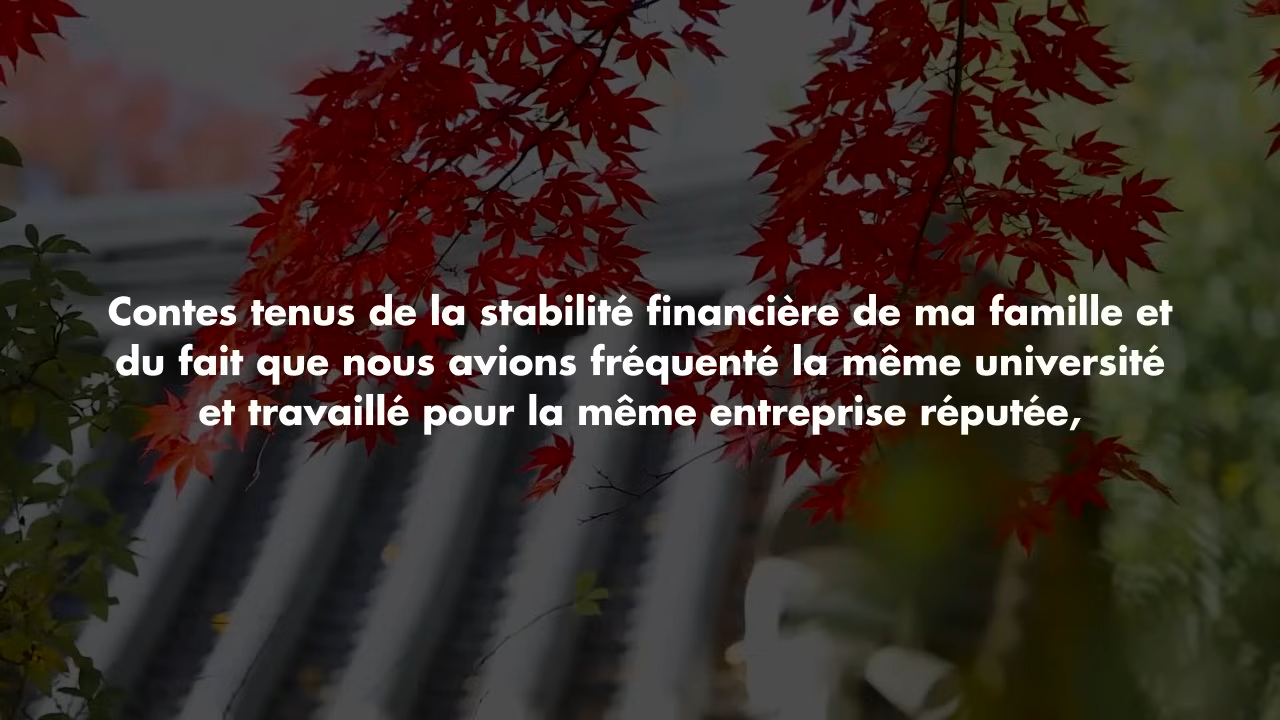 Contes tenus de la stabilité financière de ma famille et
du fait que nous avions fréquenté la même université
et travaillé pour la même entreprise réputée,